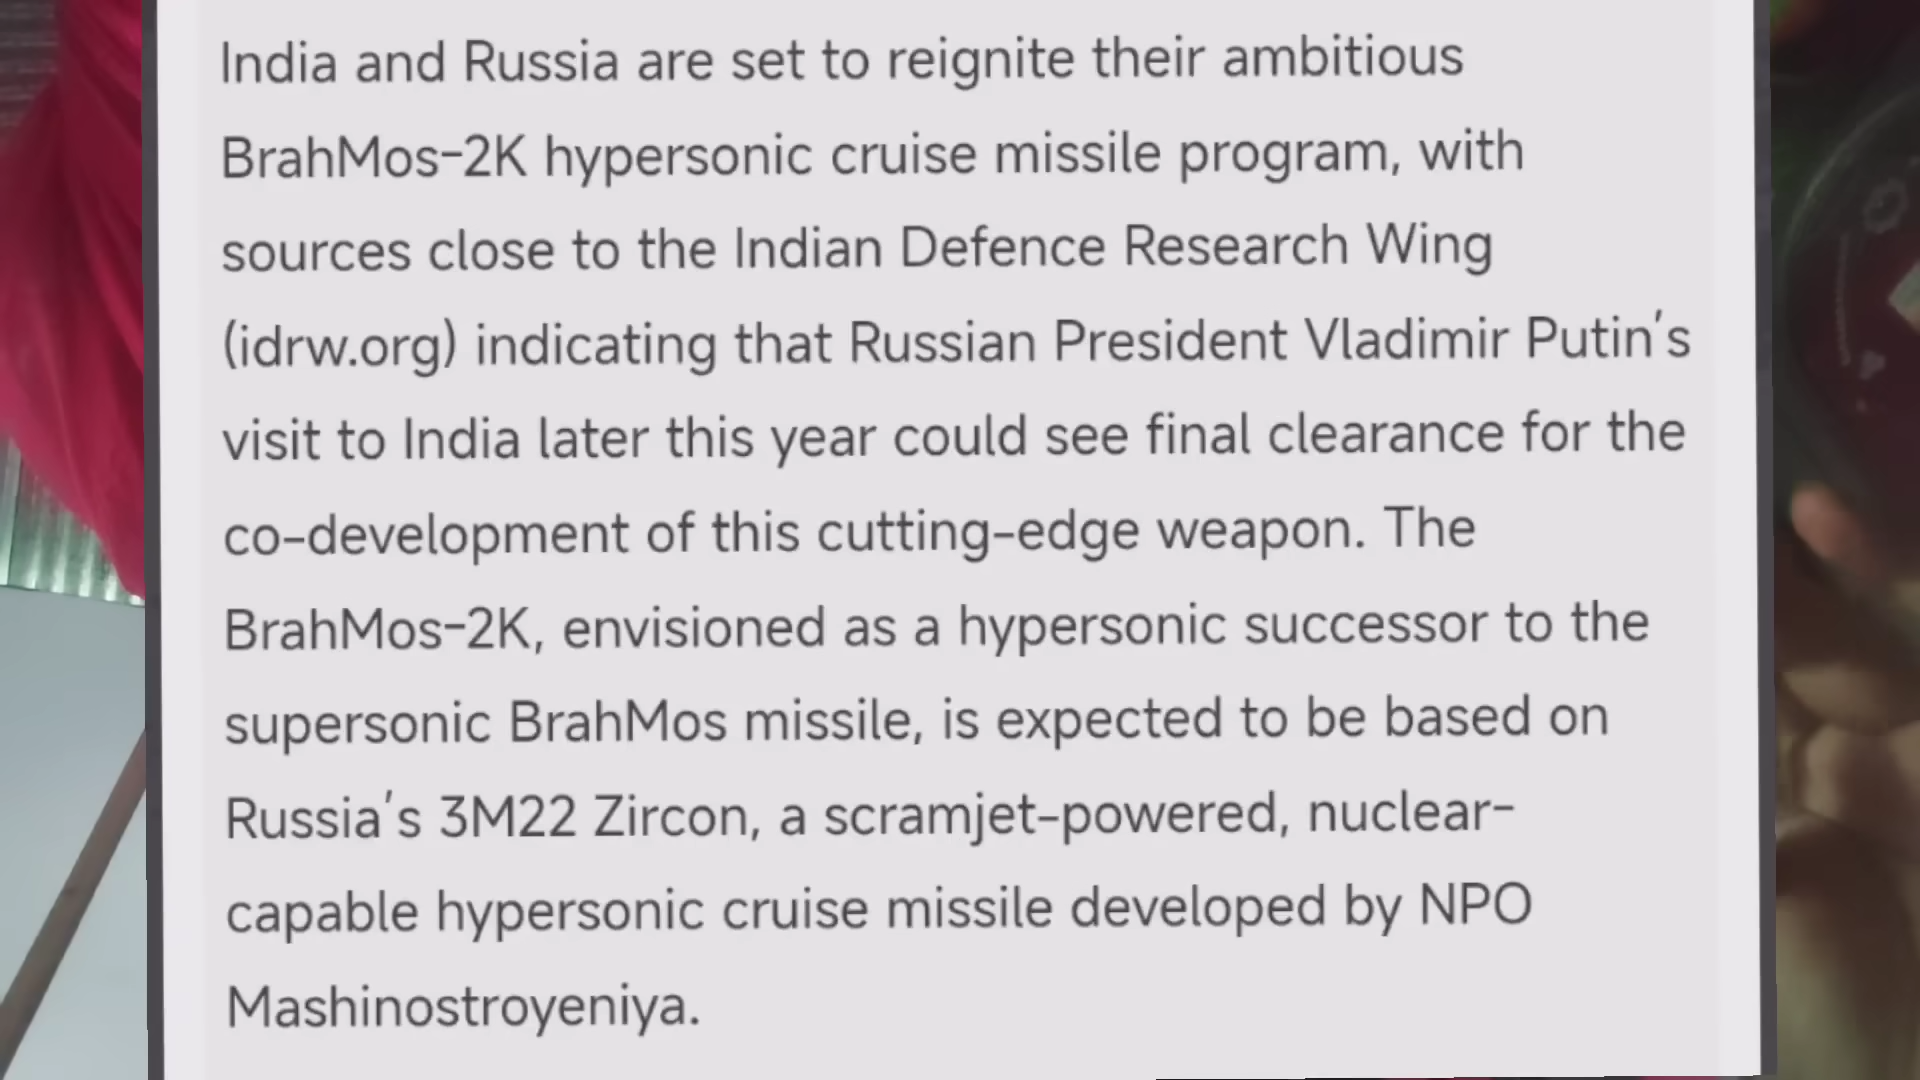 India and Russia are set to reignite their ambitious
BrahMos-2K hypersonic cruise missile program, with
sources close to the Indian Defence Research Wing
(idrw.org) indicating that Russian President Vladimir Putin's
visit to India later this year could see final clearance for the
co-development of this cutting-edge weapon. The
BrahMos-2K, envisioned as a hypersonic successor to the
supersonic BrahMos missile, is expected to be based on
Russia's 3M22 Zircon, a scramjet-powered, nuclear-
capable hypersonic cruise missile developed by NPO
Mashinostroyeniya.